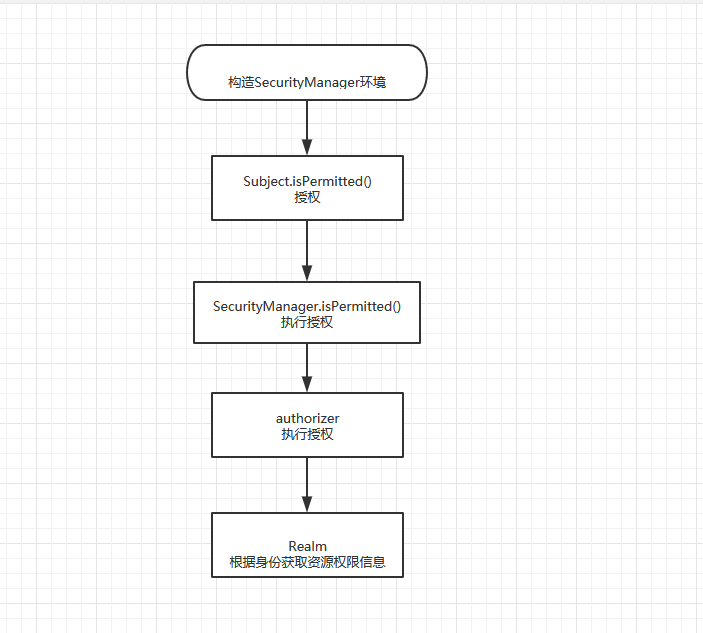 构造SecurityManager环境
Subject.isPermitted()
授权
SecurityManager.isPermitted()
执行授权
authorizer
执行授权
Realm
根据身份获取资源权限信息